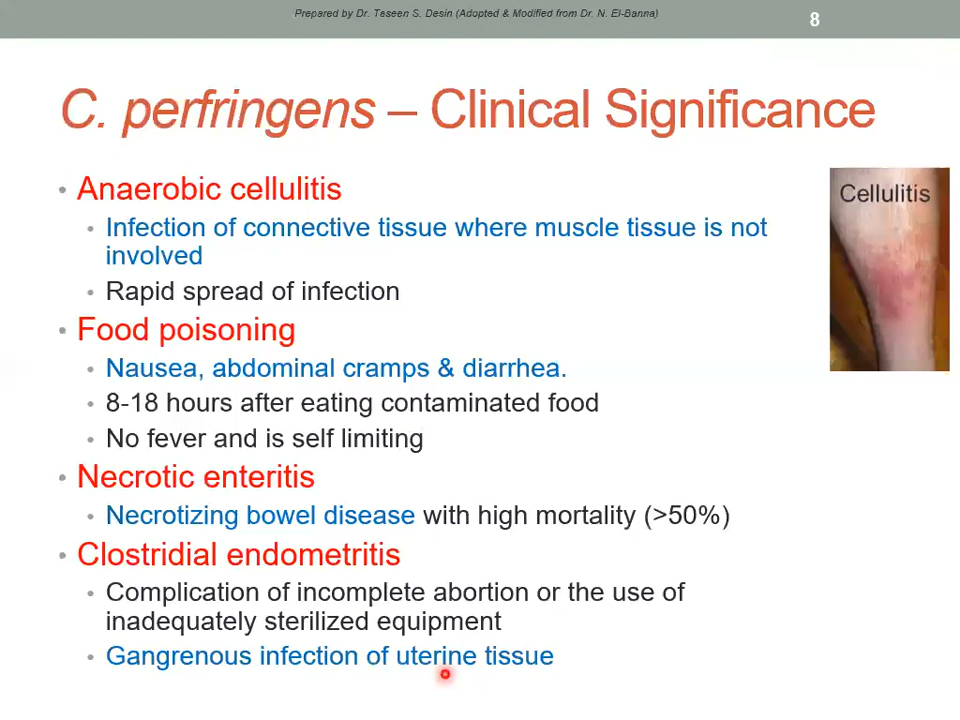 Prepared by Dr. Teseen S. Desin (Adopted & Modified from Dr. N. El-Banna)
8
C. perfringens – Clinical Significance
• Anaerobic cellulitis
• Infection of connective tissue where muscle tissue is not
involved
• Rapid spread of infection
• Food poisoning
• Nausea, abdominal cramps & diarrhea.
• 8-18 hours after eating contaminated food
• No fever and is self limiting
• Necrotic enteritis
• Necrotizing bowel disease with high mortality (>50%)
• Clostridial endometritis
• Complication of incomplete abortion or the use of
inadequately sterilized equipment
• Gangrenous infection of uterine tissue
Cellulitis